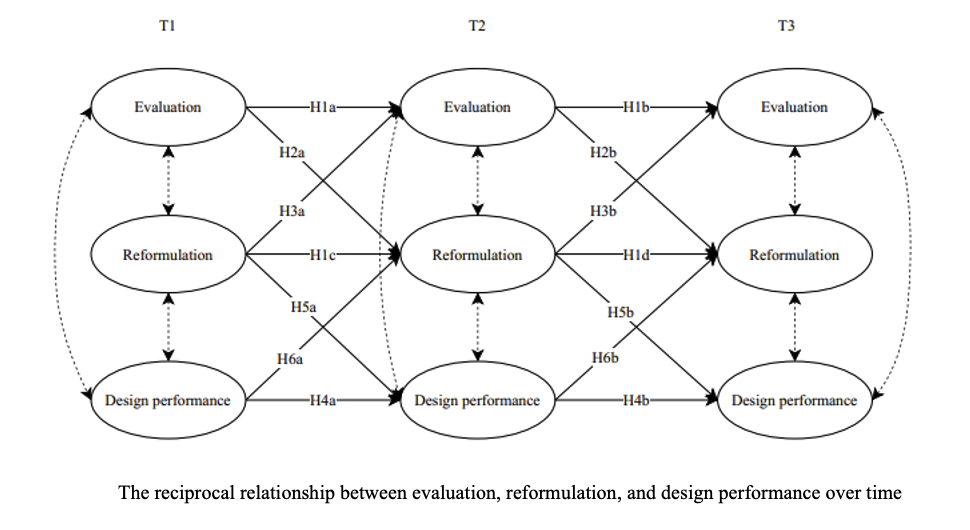 T1 T2 T3
Evaluation H1a Evaluation H1b Evaluation
H2a H2b
H3a H3b
Reformulation H1c Reformulation H1d Reformulation
H5a H5b
H6a H6b
Design performance H4a Design performance H4b Design performance
The reciprocal relationship between evaluation, reformulation, and design performance over time